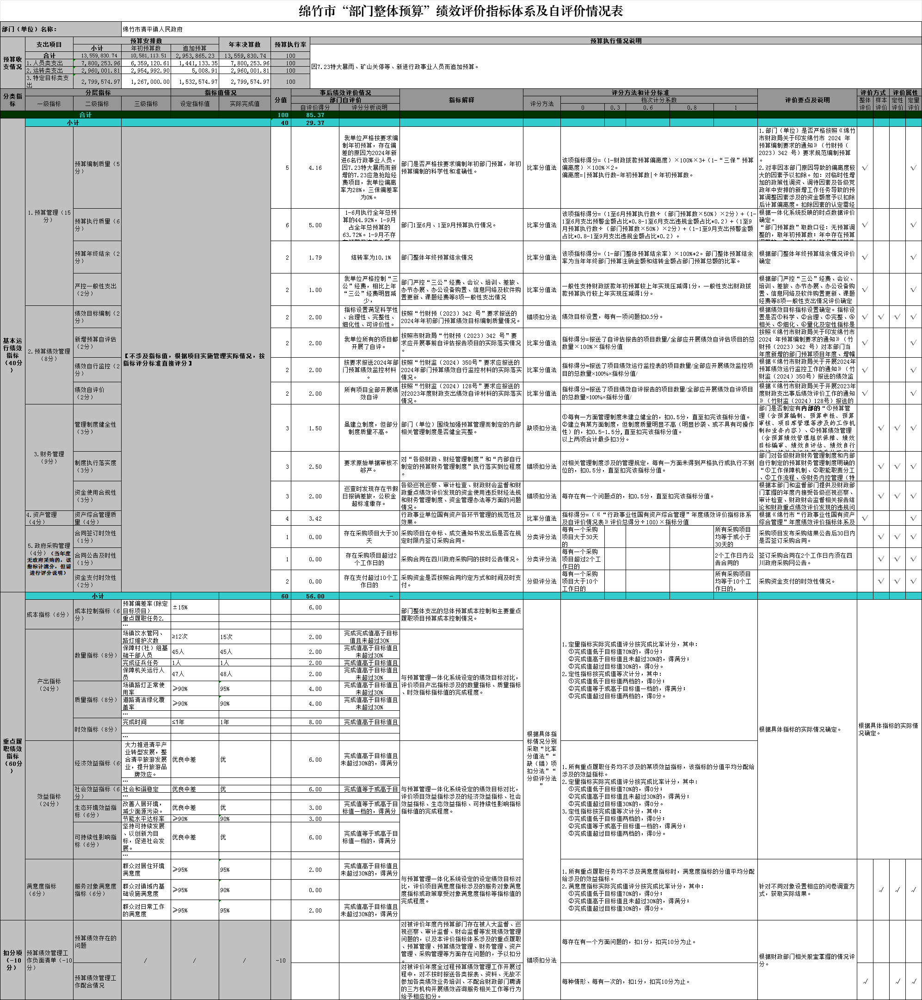 绵竹市“部门整体预算”绩效评价指标体系及自评价情况表
部门（单位）名称：
绵竹市清平镇人民政府
预算收支情况
支出项目
预算安排数
小计
年初预算数
追加预算
年末决算数
预算执行率
预算执行情况说明
合计 13,559,830.74 10,581,113.51 2,953,865.23 13,559,830.74 100
1.人员类支出 7,800,253.96 6,359,120.61 1,441,133.35 7,800,253.96 100
2.运转类支出 2,960,001.81 2,954,992.90 5,008.91 2,960,001.81 100
3.特定目标类支出 2,799,574.97 1,267,000.00 1,532,574.97 2,799,574.97 100
因7.23特大暴雨、矿山关停等、新进行政事业人员而追加预算。
分类指标
分层指标
一级指标
二级指标
三级指标
指标值情况
设定指标值
实际完成值
分值
事后绩效评价情况
部门自评价
自评价得分
评分分析说明
指标解释
评分方法和计分标准
评分方法
档次计分系数
0 0.3 0.6 0.8 1
评价要点及说明
评价方式
整体评价
样本评价
评价属性
定性评价
定量评价
合计 100 85.37
小计 40 29.37
基本运行绩效指标（40分）
【不涉及指标值，根据项目实施管理实际情况，按指标评分标准直接评分】
1.预算管理（15分）
预算编制质量（5分）
5
4.16
我单位严格按要求编制年初预算，存在偏差的原因为2024年新进6名行政事业人员，因7.23特大暴雨而新增的7.23应急抢险经费项目，我单位偏离率为28%，三保偏差率为0%。
部门是否严格按要求编制年初部门预算，年初预算编制的科学性和准确性。
比率分值法
该项指标得分=（1-财政拨款预算偏离度）×100%×3+（1-“三保”预算偏离度）×100%×2。
偏离度=|预算执行数-年初预算数|÷年初预算数。
1.部门（单位）是否严格按照《绵竹市财政局关于印发绵竹市 2024 年预算编制要求的通知》（竹财预（2023）342 号）要求规范编制预算。
2.对非因本部门原因导致的偏离度较大的因素予以扣除。如：对临时性增加的政策性调资、调待因素及各级党政年中安排的新增工作任务导致的预算调整因素涉及的资金额度予以扣除后计算偏离度。扣除因素的认定需经
√ √
预算执行质量（6分）
6
5.00
1-6月执行全年总预算的44.92%，1-9月占全年总预算的63.72%。1-9月不存
部门1至6月、1至9月预算执行情况。
比率分值法
该项指标得分=（1至6月预算执行数÷（部门预算数×50%）×2分）+（1-1至6月支出预警金额占比*0.8-1至6月支出违规金额占比*0.2）+（1至9月预算执行数÷（部门预算数×50%）×2分）+（1-1至9月支出预警金额占比*0.8-1至9月支出违规金额占比*0.2）。
根据一体化系统反映的时点数据评价确定。
“部门预算数”取数口径：无预算调整的，取年初预算数；年中存在预算
√ √
预算年终结余（2分）
2
1.79
结转率为10.1%
部门整体年终预算结余情况
比率分值法
该项指标得分=（1-部门整体预算结余率）×100%*2。部门整体预算结余率为当年年终部门预算注销金额和结转金额占部门预算总额的比率。
根据部门整体年终预算结余情况评价确定
√ √
严控一般性支出（2分）
2
1.00
我单位严格控制“三公”经费，相比上年“三公”经费明显减少，
部门严控“三公”经费、会议、培训、差旅、办节办展、办公设备购置、信息网络及软件购置更新、课题经费等8项一般性支出情况
比率分值法
一般性支持财政拨款年初预算较上年实现压减得1分，一般性支出财政拨款预算执行较上年实现压减得1分。
根据部门严控“三公”经费、会议、培训、差旅、办节办展、办公设备购置、信息网络及软件购置更新、课题经费等8项一般性支出情况评价确定
√ √
2.预算绩效管理（8分）
绩效目标编制（2分）
2
2.00
指标设置满足科学性、合理性、完整性、细化性、可评价性。
按照“竹财预（2023）342 号”要求报送的2024年年初部门预算绩效目标编制质量情况。
错项扣分法
绩效目标设置，每有一项问题扣0.5分。
根据绩效目标指标设置确定。指标设置是否①科学、②合理、③完整、④相关、⑤细化、⑥量化及定性指标是
√ √ √ √
新增预算自评估（2分）
2
2.00
我单位所有的项目都开展了自评。
按照市财政局“竹财预（2023）342 号”要求应开展事前自评估报告项目的实际落实情况。
比率分值法
指标得分=报送了自评估报告的项目数量/全部应开展绩效自评估项目的总数量×100%×指标分值
按照《绵竹市财政局关于印发绵竹市 2024 年预算编制要求的通知》（竹财预（2023）342 号）对本部门当年度新增的部门预算项目年度、增幅
√ √
绩效自行监控（2分）
2
2.00
按要求报送2024年部门预算绩效监控材料。
按照“竹财监（2024）350号”要求应报送的2024年部门预算绩效自行监控材料的实际落实情况。
比率分值法
指标得分=报送了项目绩效运行监控表的项目数量/全部应开展绩效监控项目的总数量×100%×指标分值/
根据《绵竹市财政局关于开展2024年预算绩效运行监控工作的通知》（竹财监（2024）350号）报送的绩效监
√ √
绩效自评价（2分）
2
2.00
所有项目全部开展绩效自评
按照“竹财监（2024）128号”要求应报送的对2023年度财政支出绩效自评材料的实际落实情况。
比率分值法
指标得分=报送了项目绩效自评报告的项目数量/全部应开展绩效自评项目的总数量×100%×指标分值/
根据《绵竹市财政局关于开展2023年度财政支出事后绩效评价工作的通知》（竹财监（2024）128号）报送的
√ √
3.财务管理（9分）
管理制度健全性（3分）
3
1.50
虽建立制度，但部分制度质量不高。
部门（单位）围绕加强预算管理而制定的内部相关管理制度是否健全完整。
缺项扣分法
①每有一方面管理制度未建立健全的，扣0.5分，直至扣完该指标分值。
②建立有某方面制度，但制度质量明显不高（明显抄袭、或不具有可操作性）的，扣0.5-1.5分,直至扣完该指标分值。
以上两项合计最多扣3分。
部门是否制定有内部的“①预算管理（含预算编制、预算申报、预算审核、项目库管理等涉及的工作机制和业务内容）、②预算绩效管理（含预算绩效管理组织保障、绩效目标编审、绩效自评估、绩效自行
√ √ √
制度执行落实度（3分）
3
2.50
要求原始单据审核不够严。
对“各级财政、财经管理制度”和“内部自行制定的预算财务管理制度”执行落实到位程度。
错项扣分法
对相关管理制度涉及的管理规定，每有一方面未得到严格执行或执行不到位的，扣0.5分，直至扣完该指标分值。
部门对各级财政财务管理制度和内部自行制定的预算财务管理制度明确的“①工作保障机制、②职能职责分工、③工作流程、④财务内控管理（特
√ √ √
资金使用合规性（3分）
3
2.00
巡查时发现存在节假日报销差旅，公积金超标准缴存。
各级巡视巡察、审计检查、财政财会监督和财政重点绩效评价发现的资金使用违反财经法规和财务管理制度、资金管理办法等方面的问题情况。
错项扣分法
每存在有一个问题点的，扣0.5分，直至扣完该指标分值。
根据本部门和监督部门提供及财政部门掌握的年度内接受各级巡视巡察、审计检查、财政财会监督相关报告结论和财政重点绩效评价发现的违规问
√ √ √
4.资产管理（4分）
资产综合管理质量（4分）
4
3.42
行政事业单位国有资产各环节管理的规范性及效果。
比率分值法
指标得分=（《“行政事业性国有资产综合管理”年度绩效评价指标体系及自评价情况表》评价总得分÷100)×指标分值
根据《绵竹市“行政事业性国有资产综合管理”年度绩效评价指标体系及
√ √
5.政府采购管理（4分）（当年度无政府采购的，该指标计满分，但需进行评分说明）
合同签订时效性（1分）
1
0.00
存在采购项目大于30天
采购项目在中标、成交通知书发出后是否在规定时限内签订采购合同。
分类评分法
每有一个采购项目大于30天的
所有采购项目均等于或小于30天的
采购项目发布采购结果公告后30日内是否签订采购合同。
√ √ √
合同公告及时性（1分）
1
0.00
存在采购项目超过2个工作日的
采购合同在四川政府采购网的按时公告情况。
分类评分法
每有一个采购项目超过2个工作日的
2个工作日内公告合同的
签订采购合同在2个工作日内须在四川政府采购网公告。
√ √ √
资金支付时效性（2分）
2
0.00
存在支付超过10个工作日的
采购资金是否按照合同约定方式和时间及时支付。
分级评分法
每有一个采购项目大于10个工作日的
所有采购项目均等于10个工作日的，
采购资金支付的时效性情况。
√ √ √
小计 60 56.00 -
重点履职绩效指标（60分）
成本指标（6分）
成本控制指标（6分）
预算偏差率(除定目标项目) ±15% 6.00
重点履职任务2.
…
部门整体支出的总体预算成本控制和主要重点履职项目预算成本控制情况。
根据具体指标情况分别采取“比率分值法”“缺（错）项扣分法”“分级评分法”
产出指标（24分）
数量指标（8分）
场镇饮水管网、路灯维护次数 ≥12次 15次 2.00 完成完成值高于目标值且未超过30%
保障村(社）组基础干部人员 45人 45人 2.00 完成值高于目标值且未超过30%
完成征兵任务 1人 1人 2.00 完成值高于目标值且
保障机关运行人员 47人 48人 2.00 完成值高于目标值且未超过30%
质量指标（8分）
场镇路灯正常使用率 ≥90% 95% 4.00 完成值高于目标值且未超过30%
道路清洁绿化覆盖率 ≥90% 90% 4.00 完成值高于目标值且未超过30%
…
时效指标（8分）
完成时间 ≤1年 1年 8.00 完成值高于目标值且
…
与预算管理一体化系统设定的绩效目标对比，评价项目产出指标涉及的数量指标、质量指标、时效指标指标值的完成程度。
1.定量指标实际完成值评分按完成比率计分，其中：
①完成值低于目标值70%的，得0分；
②完成值高于目标值且未超过30%的，得满分；
③完成值超过目标值30%的，得0分。
2.定性指标按完成值等次计分，其中：
①完成值低于目标值两档的，得0分；
②完成值等于或高于目标值一档的，得满分；
③完成值超过目标值两档的，得0分。
根据具体指标的实际情况确定。
根据具体指标的实际情况确定。
效益指标（24分）
经济效益指标（6
大力推进清平产业转型发展，整合清平旅游发展业，提升旅游品牌效应。 优良中差 优 6.00 完成值高于目标值且未超过30%的，得满分
…
社会效益指标（6分）
社会和谐稳定 优良中差 优 6.00 完成值等于或高于目
…
生态环境效益指标（6分）
改善人居环境，减少面源污染。 优良中差 优 3.00 完成值等于或高于目标值一档的，得满分
节能水平达标率 ≥90% 90% 3.00
可持续性影响指标（6分）
坚持可持续发展、以创新为目标，促进社会发展。 优良中差 优 6.00 完成值等于或高于目标值一档的，得满分
…
与预算管理一体化系统设定的绩效目标对比，评价项目效益指标涉及的经济效益指标、社会效益指标、生态效益指标、可持续性影响指标指标值的完成程度。
1.所有重点履职任务均不涉及的某项效益指标，该指标的分值平均分配给涉及的效益指标。
2.定量指标实际完成值评分按完成比率计分，其中：
①完成值低于目标值70%的，得0分；
②完成值高于目标值且未超过30%的，得满分；
③完成值超过目标值30%的，得0分。
3.定性指标按完成值等次计分，其中：
①完成值低于目标值两档的，得0分；
②完成值等于或高于目标值一档的，得满分；
③完成值超过目标值两档的，得0分。
满意度指标（6分）
服务对象满意度指标（6分）
群众对居住环境满意度 ≥95% 95% 2.00 完成值高于目标值且未超过30%的，得满分
群众对镇域内基础设施满意度 ≥95% 90% 0.00
群众对日常工作的满意度 ≥95% 95% 2.00 完成值高于目标值且未超过30%的，得满分
与预算管理一体化系统设定的设定绩效目标对比，评价项目满意度指标涉及的服务对象满意度指标或政策享受对象满意度指标等指标值的完成程度。
1.所有重点履职任务均不涉及满意度指标时，满意度指标的分值平均分配给涉及的效益指标。
2.满意度指标实际完成值评分按完成比率计分，其中：
①完成值低于目标值70%的，得0分；
②完成值高于目标值且未超过30%的，得满分；
③完成值超过目标值30%的，得0分。
针对不同对象设置相应的问卷调查方式，获取实际结果。
√ √ √
扣分项（-10分）
预算绩效管理工作负面清单（-10分）
预算绩效存在的问题
/ / / -10
对被评价年度内预算部门存在被人大监督、巡视巡察、审计监督、财会监督等发现绩效管理问题的，以及本评价指标体系涉及的重点履职、预算管理、预算绩效管理、财务管理、资产管理、采购管理等方面存在问题的，予以扣分。
错项扣分法
每存在有一个方面问题的，扣1分，扣完10分为止。
根据财政部门相关股室掌握的情况评分。
预算绩效管理工作配合情况
对被评价年度全过程预算绩效管理工作开展过程中，对不按时报送各类报表、资料、无故不参加各类绩效业务培训、不配合财政部门聘请的三方机构开展绩效咨询服务相关工作等行为给予相应扣分。
每种情形、每有一次的，扣1分，扣完10分为止。
√ √ √